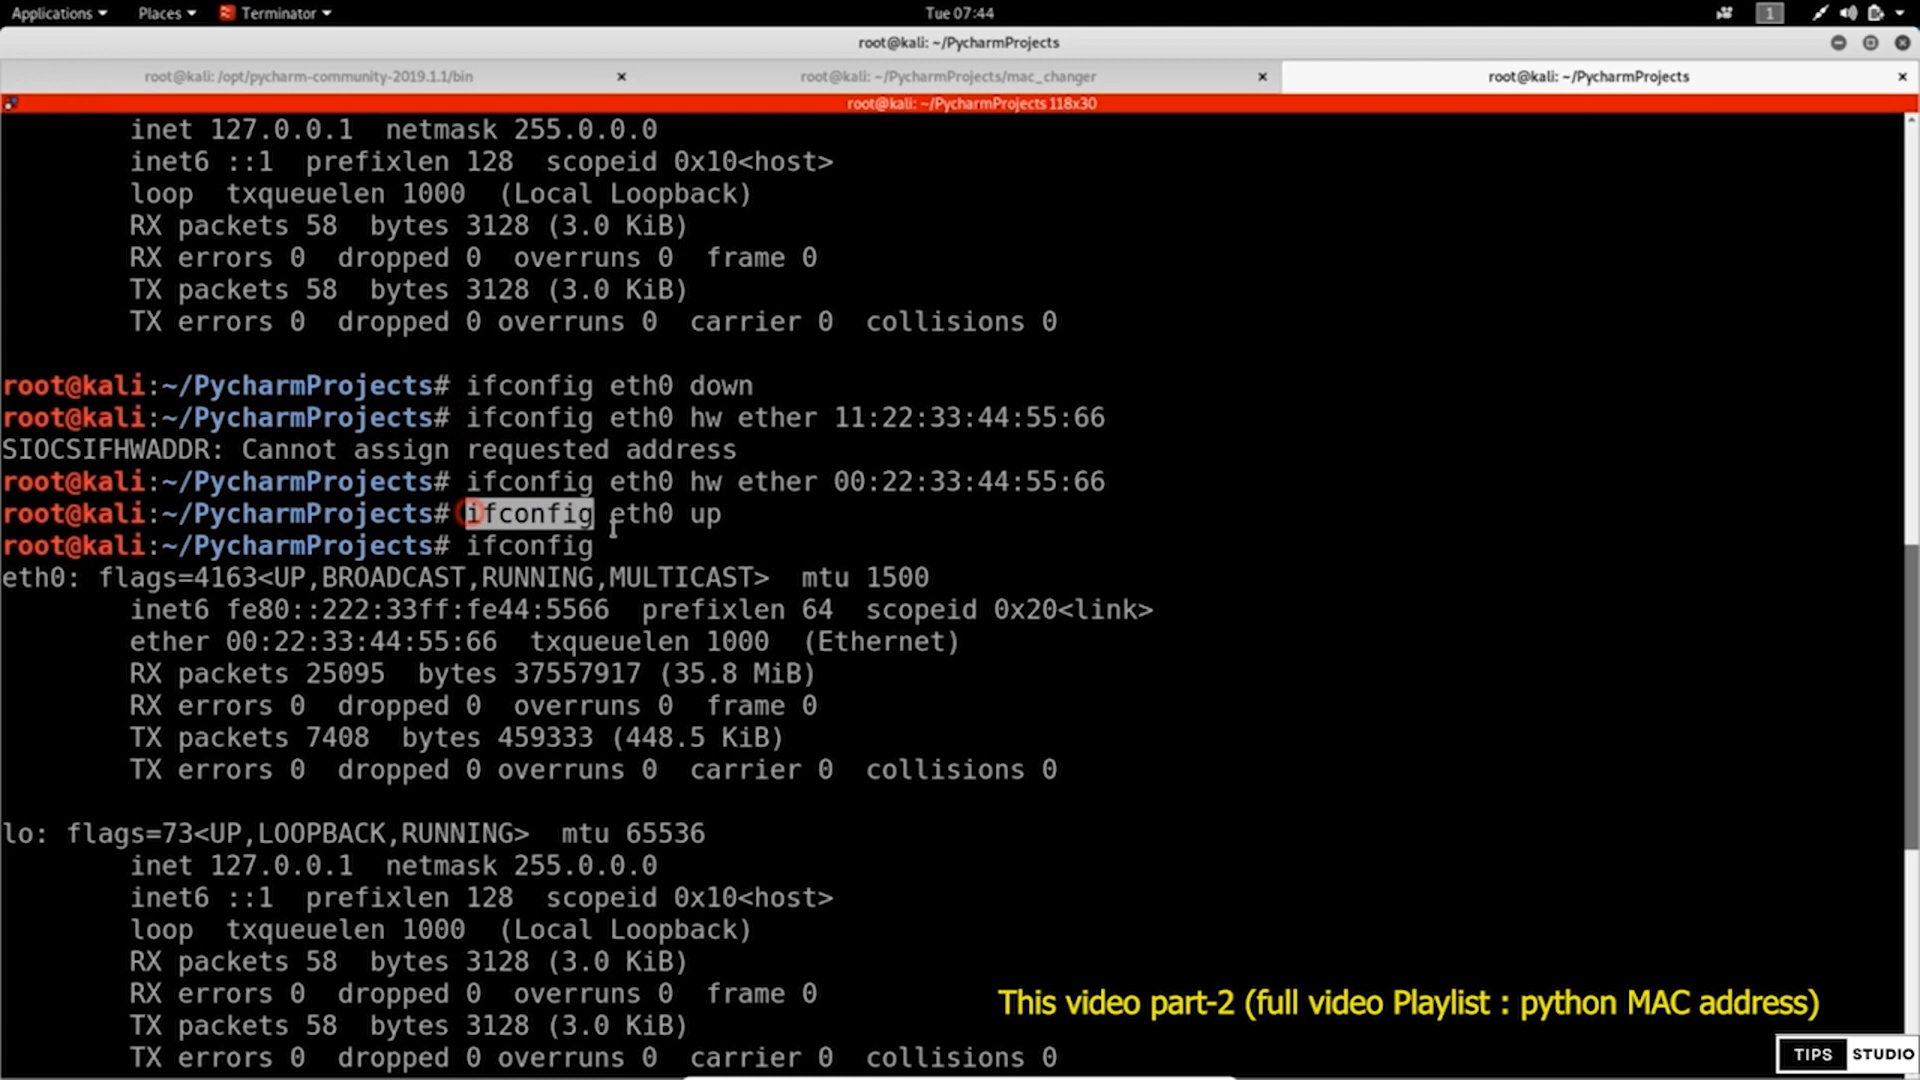 Applications Places Terminator Tue 07:44 1
root@kali: ~/PycharmProjects
root@kali: /opt/pycharm-community-2019.1.1/bin root@kali: ~/PycharmProjects/mac_changer root@kali: ~/PycharmProjects
root@kali: ~/PycharmProjects 118x30
inet 127.0.0.1 netmask 255.0.0.0
inet6 ::1 prefixlen 128 scopeid 0x10<host>
loop txqueuelen 1000 (Local Loopback)
RX packets 58 bytes 3128 (3.0 KiB)
RX errors 0 dropped 0 overruns 0 frame 0
TX packets 58 bytes 3128 (3.0 KiB)
TX errors 0 dropped 0 overruns 0 carrier 0 collisions 0
root@kali:~/PycharmProjects# ifconfig eth0 down
root@kali:~/PycharmProjects# ifconfig eth0 hw ether 11:22:33:44:55:66
SIOCSIFHWADDR: Cannot assign requested address
root@kali:~/PycharmProjects# ifconfig eth0 hw ether 00:22:33:44:55:66
root@kali:~/PycharmProjects# ifconfig eth0 up
root@kali:~/PycharmProjects# ifconfig
eth0: flags=4163<UP,BROADCAST,RUNNING,MULTICAST> mtu 1500
inet6 fe80::222:33ff:fe44:5566 prefixlen 64 scopeid 0x20<link>
ether 00:22:33:44:55:66 txqueuelen 1000 (Ethernet)
RX packets 25095 bytes 37557917 (35.8 MiB)
RX errors 0 dropped 0 overruns 0 frame 0
TX packets 7408 bytes 459333 (448.5 KiB)
TX errors 0 dropped 0 overruns 0 carrier 0 collisions 0
lo: flags=73<UP,LOOPBACK,RUNNING> mtu 65536
inet 127.0.0.1 netmask 255.0.0.0
inet6 ::1 prefixlen 128 scopeid 0x10<host>
loop txqueuelen 1000 (Local Loopback)
RX packets 58 bytes 3128 (3.0 KiB)
RX errors 0 dropped 0 overruns 0 frame 0
TX packets 58 bytes 3128 (3.0 KiB)
TX errors 0 dropped 0 overruns 0 carrier 0 collisions 0
This video part-2 (full video Playlist : python MAC address)
TIPS STUDIO